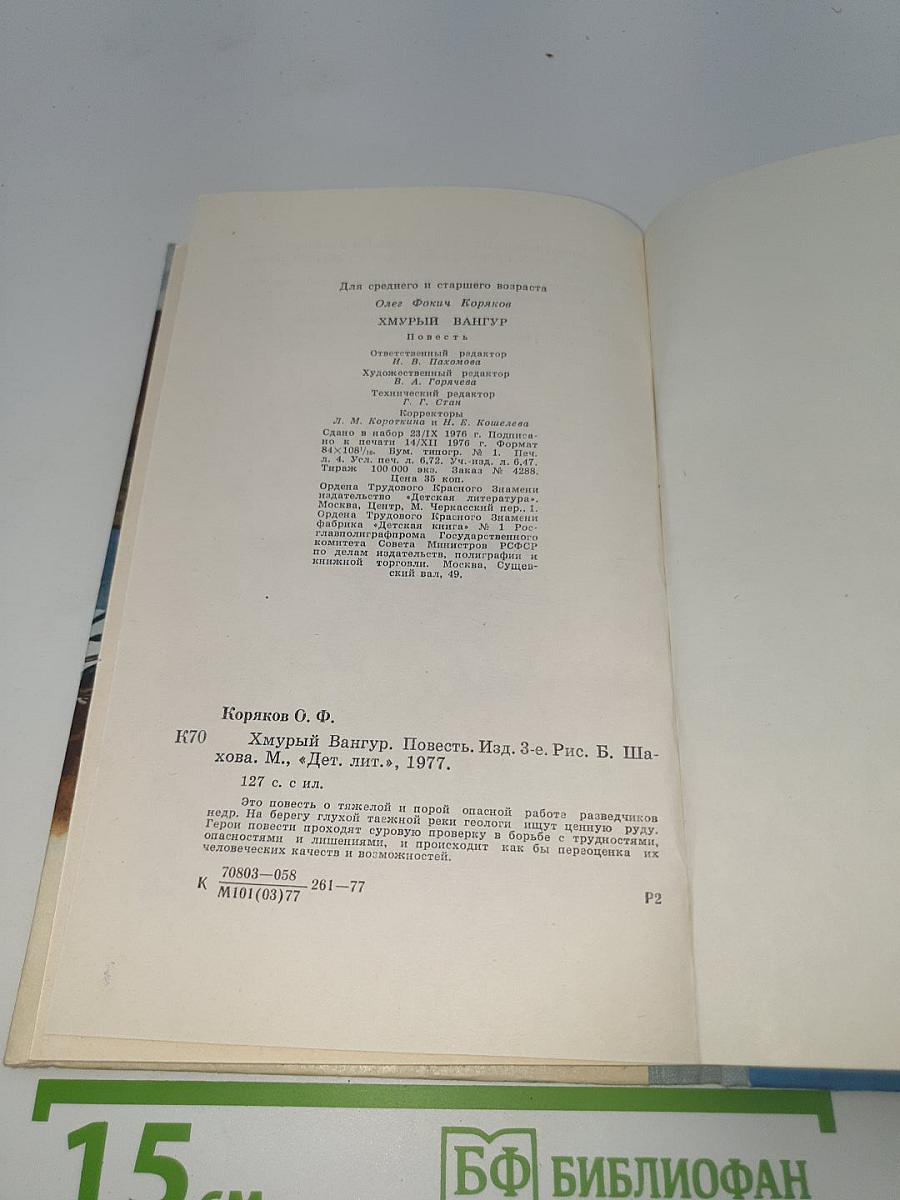 Для среднего и старшего возраста
Олег Фокич Коряков
ХМУРЫЙ ВАНГУР
Повесть
Ответственный редактор
И. В. Пахомова
Художественный редактор
В. А. Горячева
Технический редактор
Г. Г. Стан
Корректоры
Л. М. Короткина и Н. Е. Кошелева
Сдано в набор 23/IX 1976 г. Подписа-
но к печати 14/XII 1976 г. Формат
84×108¹/₁₆. Бум. типогр. № 1. Печ.
л. 4. Усл. печ. л. 6,72. Уч.-изд. л. 6,47.
Тираж 100 000 экз. Заказ № 4288.
Цена 35 коп.
Ордена Трудового Красного Знамени
издательство «Детская литература».
Москва, Центр, М. Черкасский пер., 1.
Ордена Трудового Красного Знамени
фабрика «Детская книга» № 1 Рос-
главполиграфпрома Государственного
комитета Совета Министров РСФСР
по делам издательств, полиграфии и
книжной торговли. Москва, Сущев-
ский вал, 49.
Коряков О. Ф.
К70 Хмурый Вангур. Повесть. Изд. 3-е. Рис. Б. Ша-
хова. М., «Дет. лит.», 1977.
127 с. с ил.
Это повесть о тяжелой и порой опасной работе разведчиков
недр. На берегу глухой таежной реки геологи ищут ценную руду.
Герои повести проходят суровую проверку в борьбе с трудностями,
опасностями и лишениями, и происходит как бы переоценка их
человеческих качеств и возможностей.
К 70803—058
М101(03)77 261—77
Р2
15 см
БФ БИБЛИОФАН